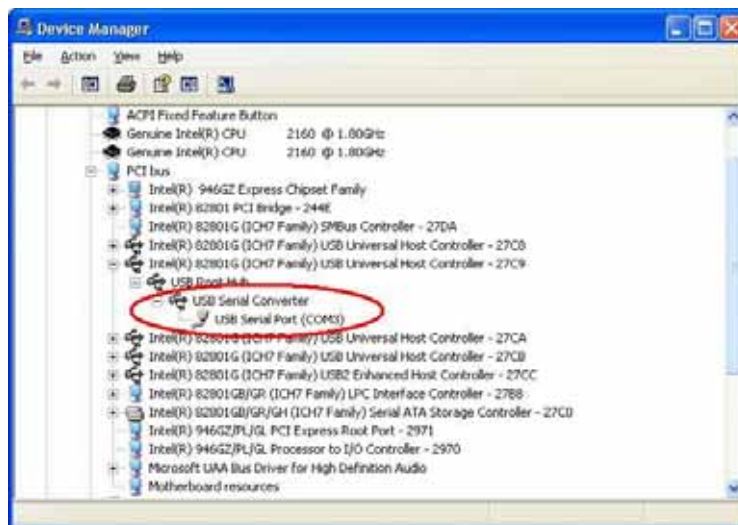 Device Manager
File Action View Help
ACPI Fixed Feature Button
Genuine Intel(R) CPU 2160 @ 1.80GHz
Genuine Intel(R) CPU 2160 @ 1.80GHz
PCI bus
Intel(R) 946GZ Express Chipset Family
Intel(R) 82801 PCI Bridge - 244E
Intel(R) 82801G (ICH7 Family) SMBus Controller - 27DA
Intel(R) 82801G (ICH7 Family) USB Universal Host Controller - 27C8
Intel(R) 82801G (ICH7 Family) USB Universal Host Controller - 27C9
USB Root Hub
USB Serial Converter
USB Serial Port (COM3)
Intel(R) 82801G (ICH7 Family) USB Universal Host Controller - 27CA
Intel(R) 82801G (ICH7 Family) USB Universal Host Controller - 27CB
Intel(R) 82801G (ICH7 Family) USB2 Enhanced Host Controller - 27CC
Intel(R) 82801GB/GR (ICH7 Family) LPC Interface Controller - 27B8
Intel(R) 82801GB/GR/GH (ICH7 Family) Serial ATA Storage Controller - 27C0
Intel(R) 946GZ/PL/GL PCI Express Root Port - 2971
Intel(R) 946GZ/PL/GL Processor to I/O Controller - 2970
Microsoft UAA Bus Driver for High Definition Audio
Motherboard resources